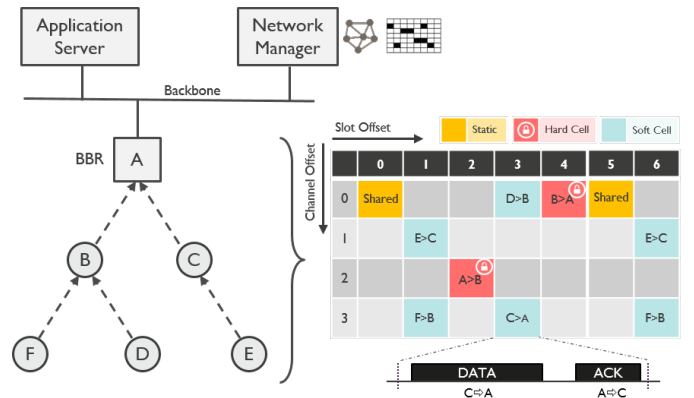 Application
Server
Network
Manager
Backbone
BBR
A
B
C
F
D
E
Slot Offset
Static
Hard Cell
Soft Cell
Channel Offset
0 1 2 3 4 5 6
0 Shared D>B B>A Shared
1 E>C E>C
2 A>B
3 F>B C>A F>B
DATA ACK
C⇨A A⇨C